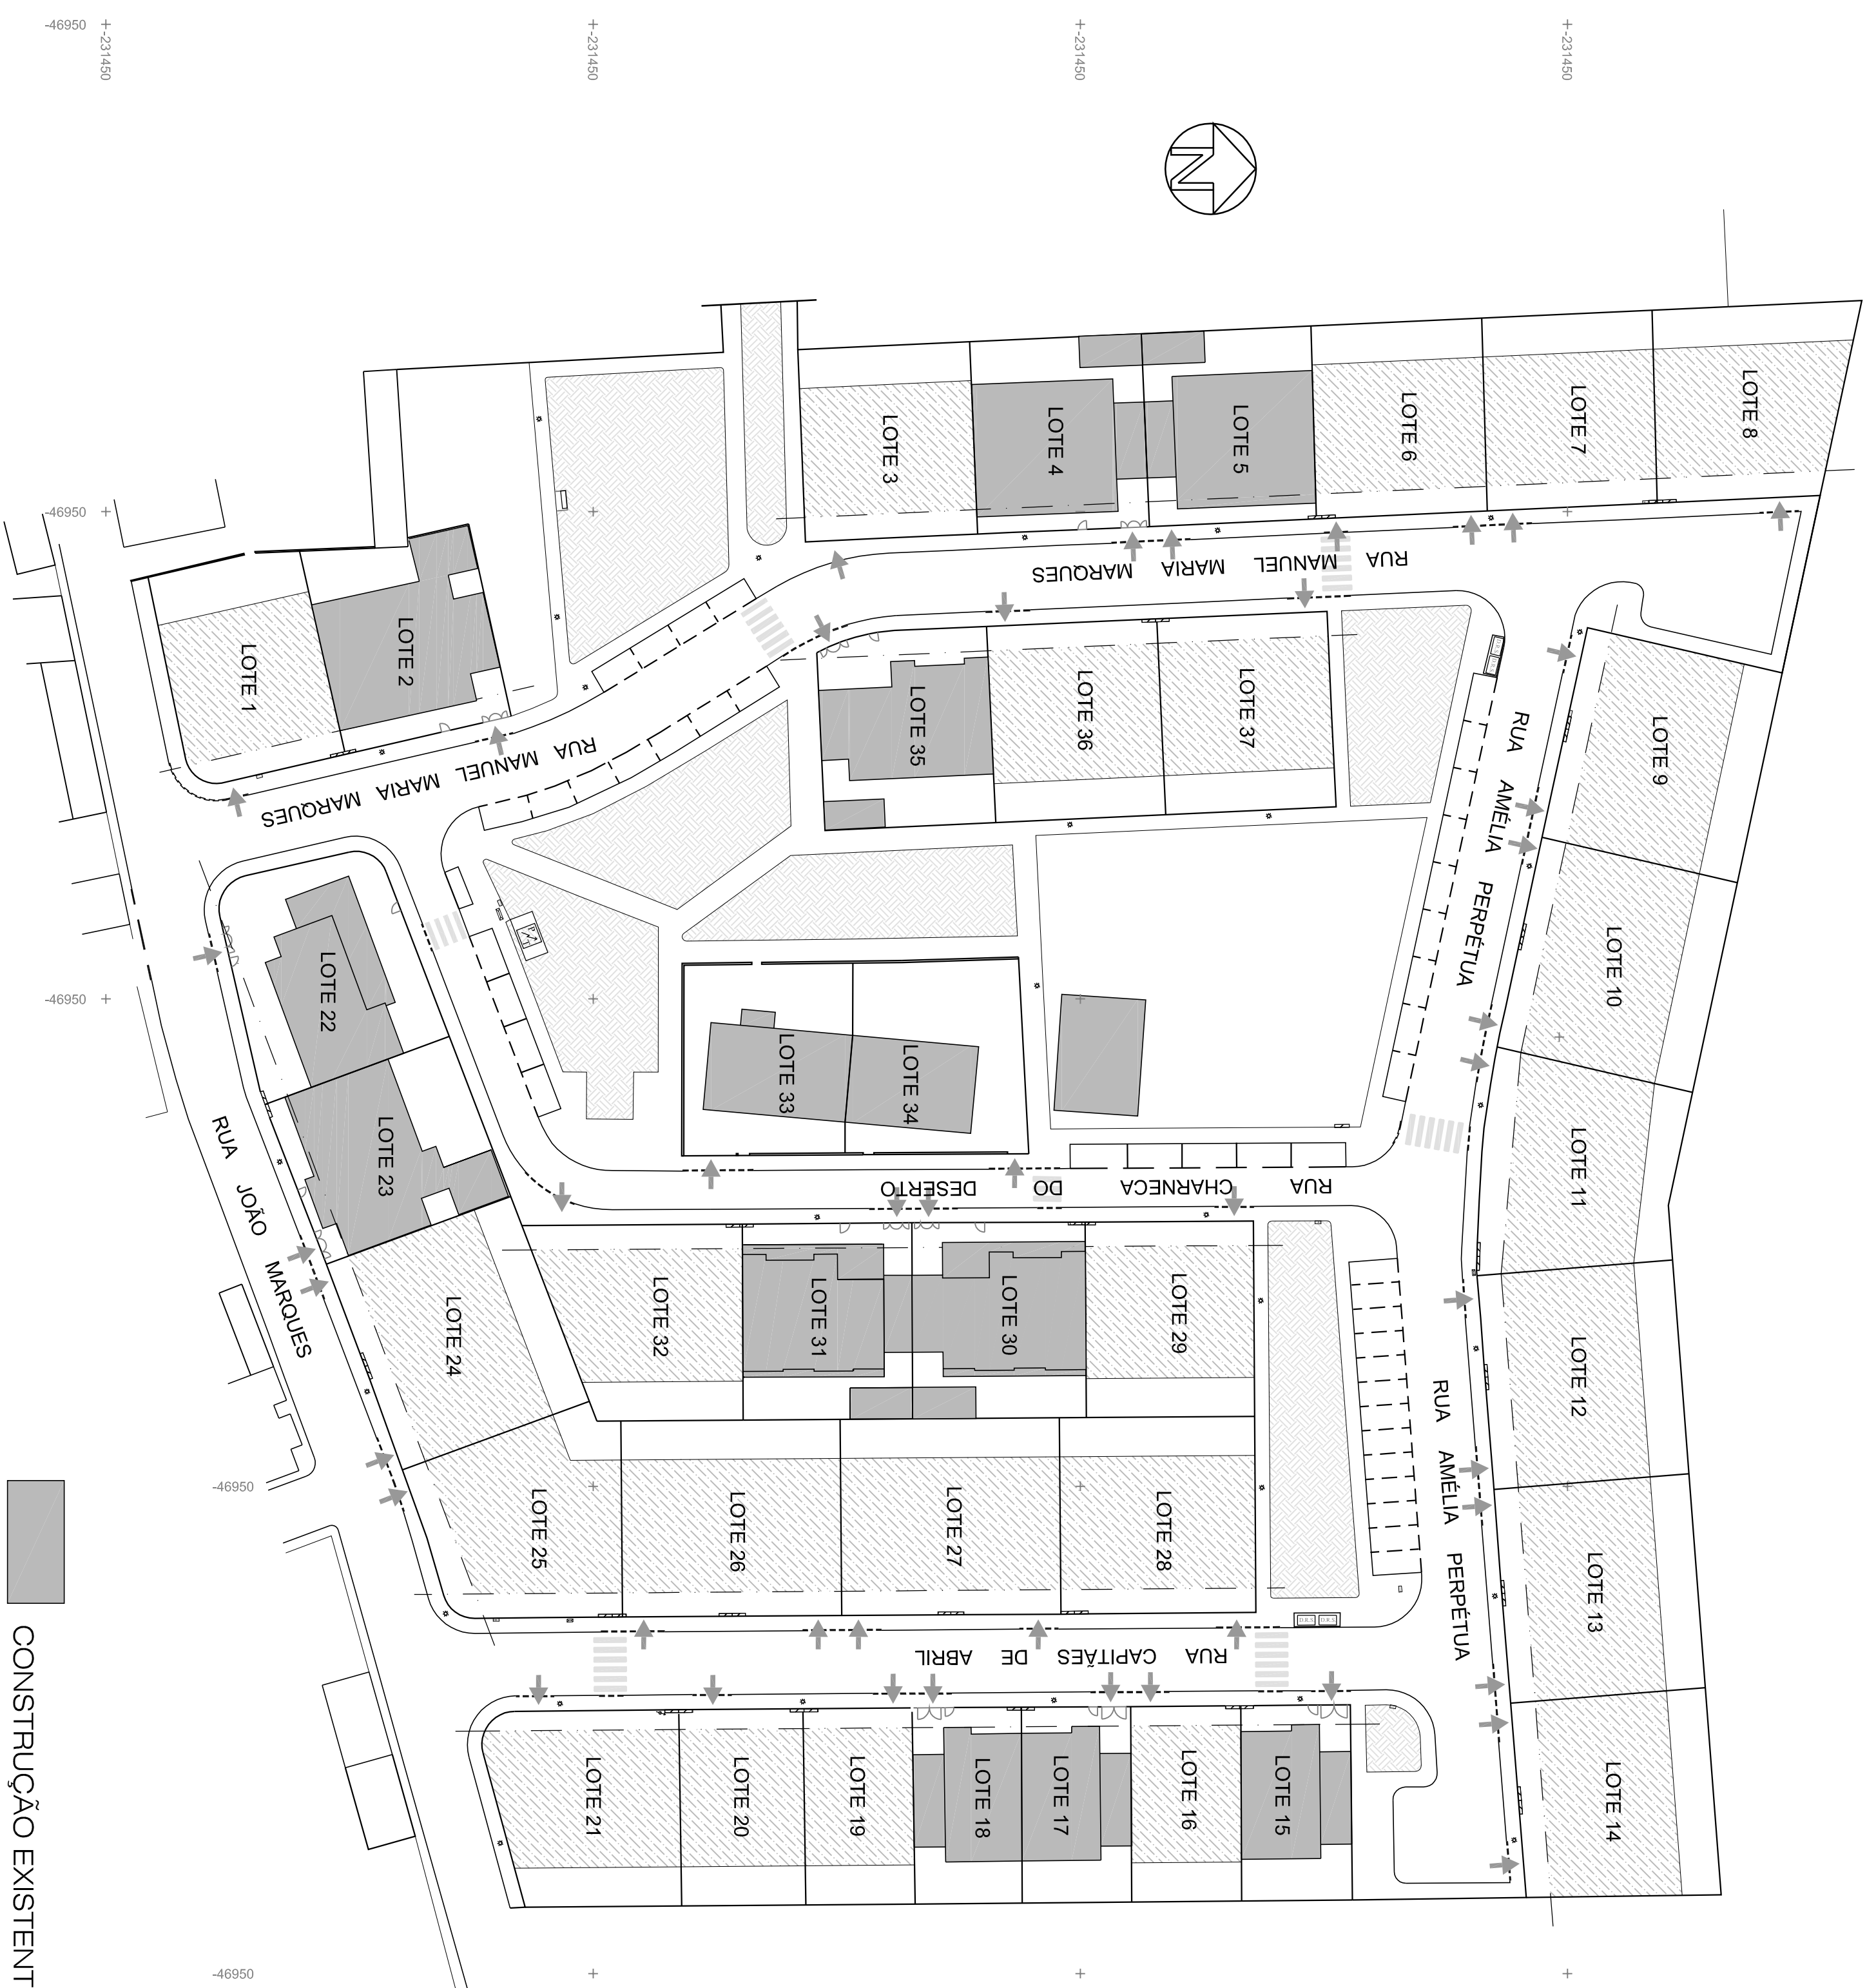 -46950
-231450
-231450
-231450
-231450
N
LOTE 8
LOTE 7
LOTE 6
LOTE 5
LOTE 4
LOTE 3
-46950
RUA MANUEL MARIA MARQUES
LOTE 2
LOTE 1
LOTE 35
LOTE 36
LOTE 37
LOTE 9
RUA AMÉLIA PERPÉTUA
RUA MANUEL MARIA MARQUES
LOTE 10
LOTE 22
-46950
LOTE 33
LOTE 34
LOTE 23
LOTE 11
RUA CHARNECA DO DESERTO
RUA JOÃO MARQUES
LOTE 24
LOTE 32
LOTE 31
LOTE 30
LOTE 29
LOTE 12
RUA AMÉLIA PERPÉTUA
-46950
LOTE 25
LOTE 26
LOTE 27
LOTE 28
LOTE 13
RUA CAPITÃES DE ABRIL
LOTE 21
LOTE 20
LOTE 19
LOTE 18
LOTE 17
LOTE 16
LOTE 15
LOTE 14
CONSTRUÇÃO EXISTENT
-46950